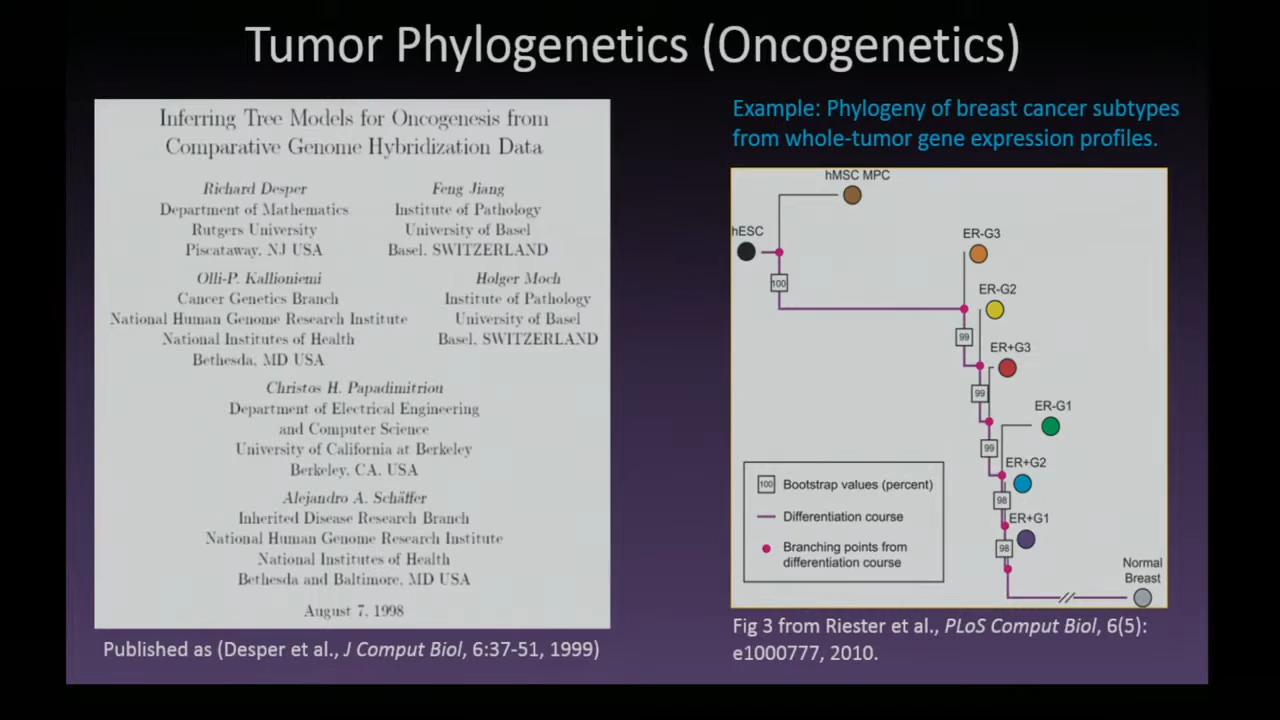 Tumor Phylogenetics (Oncogenetics)
Inferring Tree Models for Oncogenesis from
Comparative Genome Hybridization Data
Richard Desper
Department of Mathematics
Rutgers University
Piscataway, NJ USA
Feng Jiang
Institute of Pathology
University of Basel
Basel, SWITZERLAND
Olli-P. Kallioniemi
Cancer Genetics Branch
National Human Genome Research Institute
National Institutes of Health
Bethesda, MD USA
Holger Moch
Institute of Pathology
University of Basel
Basel, SWITZERLAND
Christos H. Papadimitriou
Department of Electrical Engineering
and Computer Science
University of California at Berkeley
Berkeley, CA, USA
Alejandro A. Schäffer
Inherited Disease Research Branch
National Human Genome Research Institute
National Institutes of Health
Bethesda and Baltimore, MD USA
August 7, 1998
Published as (Desper et al., J Comput Biol, 6:37-51, 1999)
Example: Phylogeny of breast cancer subtypes
from whole-tumor gene expression profiles.
hMSC MPC
hESC
100
ER-G3
ER-G2
99
ER+G3
99
ER-G1
99
ER+G2
98
ER+G1
98
Normal
Breast
100 Bootstrap values (percent)
Differentiation course
Branching points from
differentiation course
Fig 3 from Riester et al., PLoS Comput Biol, 6(5):
e1000777, 2010.